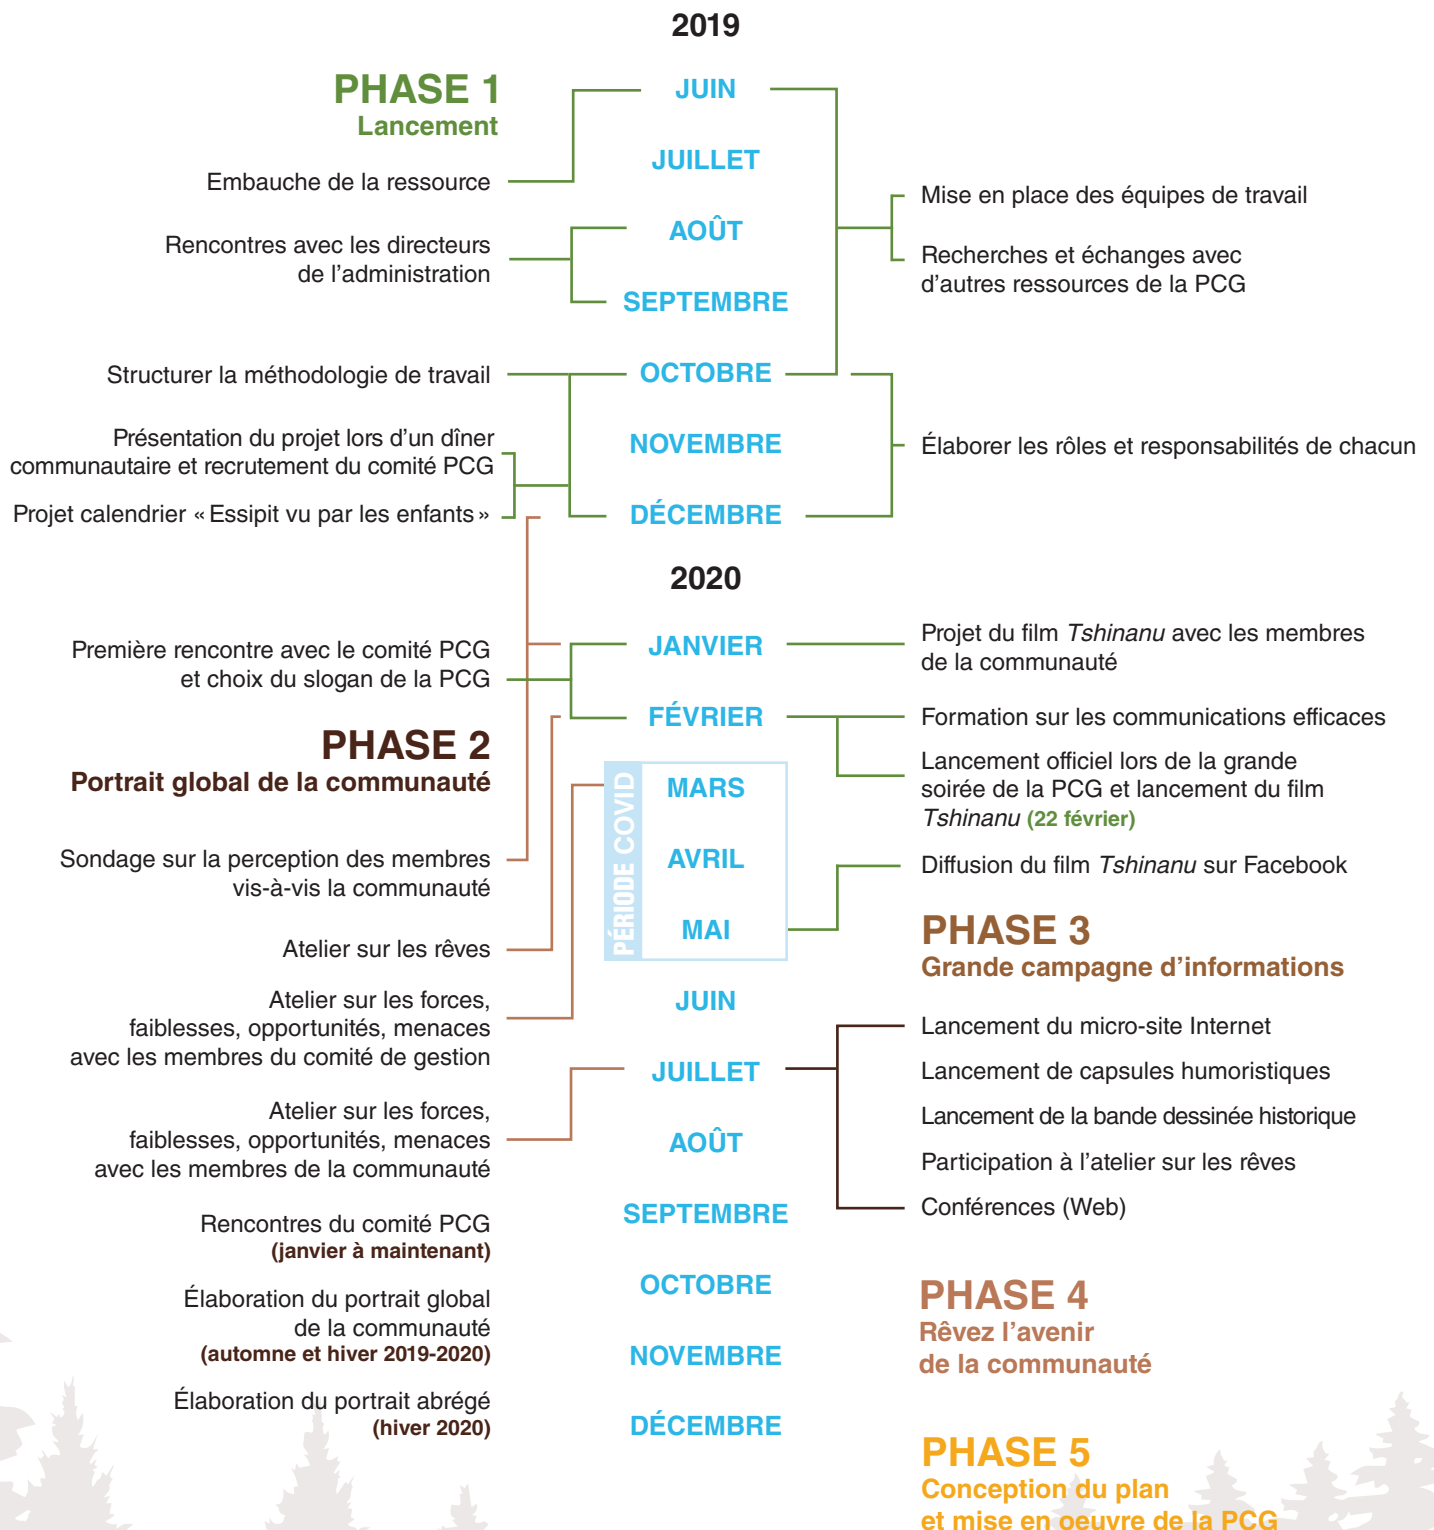 2019
PHASE 1
Lancement
JUIN
JUILLET
Embauche de la ressource
Mise en place des équipes de travail
AOÛT
Rencontres avec les directeurs
de l’administration
Recherches et échanges avec
d’autres ressources de la PCG
SEPTEMBRE
Structurer la méthodologie de travail
OCTOBRE
Présentation du projet lors d’un dîner
communautaire et recrutement du comité PCG
NOVEMBRE
Élaborer les rôles et responsabilités de chacun
Projet calendrier « Essipit vu par les enfants »
DÉCEMBRE
2020
Première rencontre avec le comité PCG
et choix du slogan de la PCG
JANVIER
Projet du film Tshinanu avec les membres
de la communauté
FÉVRIER
Formation sur les communications efficaces
PHASE 2
Portrait global de la communauté
Lancement officiel lors de la grande
soirée de la PCG et lancement du film
Tshinanu (22 février)
PÉRIODE COVID
MARS
AVRIL
MAI
Sondage sur la perception des membres
vis-à-vis la communauté
Diffusion du film Tshinanu sur Facebook
Atelier sur les rêves
PHASE 3
Grande campagne d’informations
Atelier sur les forces,
faiblesses, opportunités, menaces
avec les membres du comité de gestion
JUIN
Lancement du micro-site Internet
JUILLET
Lancement de capsules humoristiques
Atelier sur les forces,
faiblesses, opportunités, menaces
avec les membres de la communauté
AOÛT
Lancement de la bande dessinée historique
Participation à l’atelier sur les rêves
Rencontres du comité PCG
(janvier à maintenant)
SEPTEMBRE
Conférences (Web)
Élaboration du portrait global
de la communauté
(automne et hiver 2019-2020)
OCTOBRE
PHASE 4
Rêvez l’avenir
de la communauté
NOVEMBRE
Élaboration du portrait abrégé
(hiver 2020)
DÉCEMBRE
PHASE 5
Conception du plan
et mise en oeuvre de la PCG